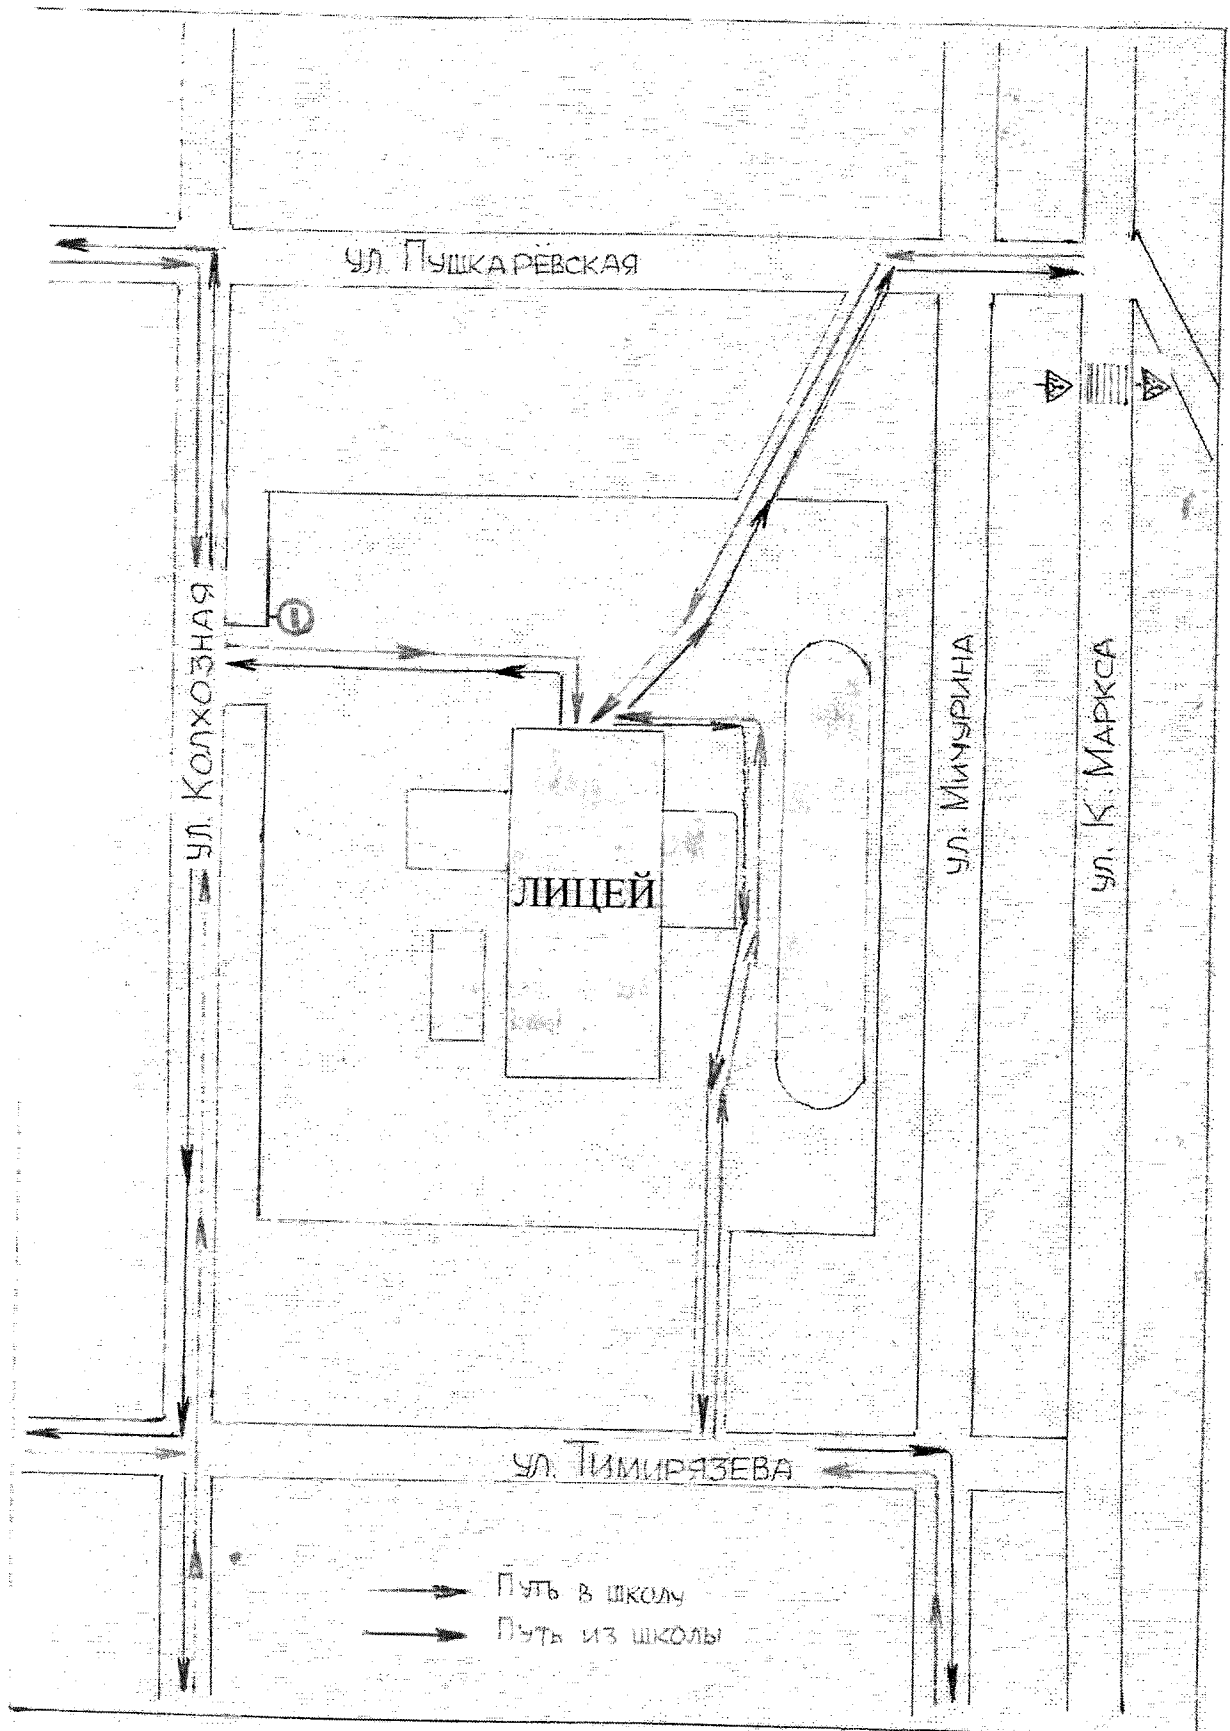 ул. Пушкарёвская
ул. Колхозная
ул. Мичурина
ул. К. Маркса
ЛИЦЕЙ
ул. Тимирязева
Путь в школу
Путь из школы